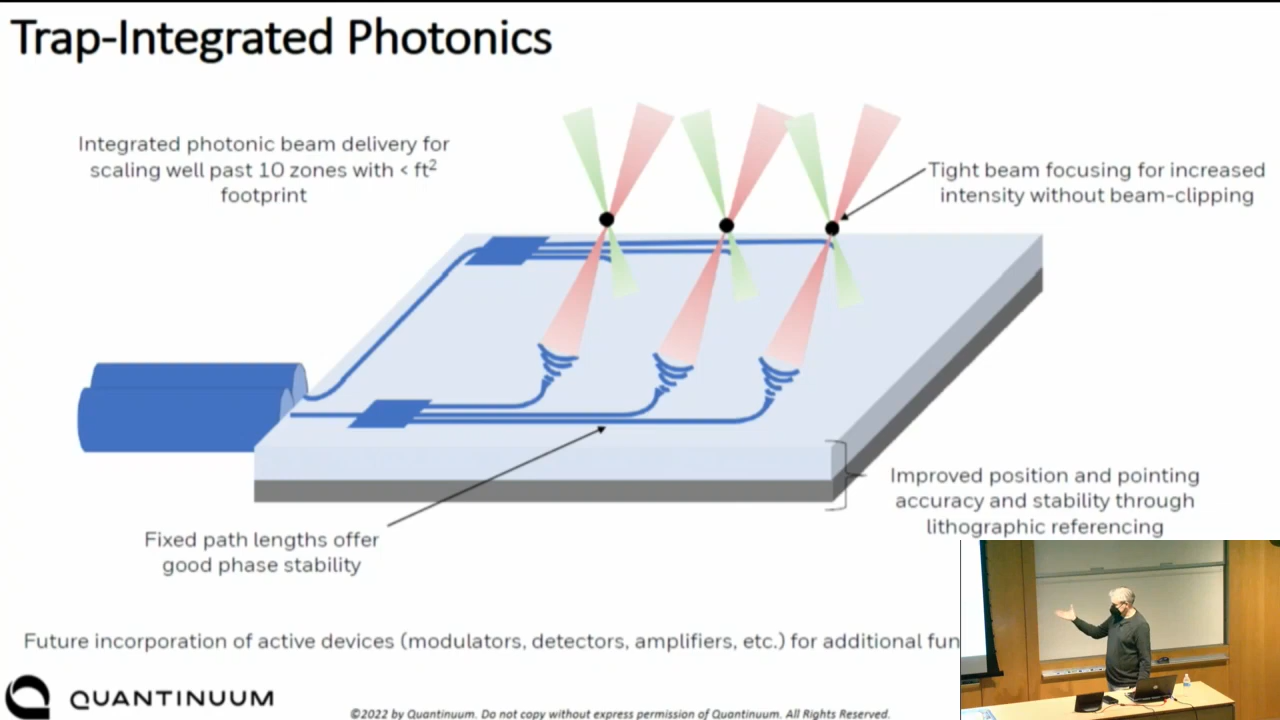 Trap-Integrated Photonics
Integrated photonic beam delivery for
scaling well past 10 zones with < ft²
footprint
Tight beam focusing for increased
intensity without beam-clipping
Improved position and pointing
accuracy and stability through
lithographic referencing
Fixed path lengths offer
good phase stability
Future incorporation of active devices (modulators, detectors, amplifiers, etc.) for additional fun
QUANTINUUM
©2022 by Quantinuum. Do not copy without express permission of Quantinuum. All Rights Reserved.